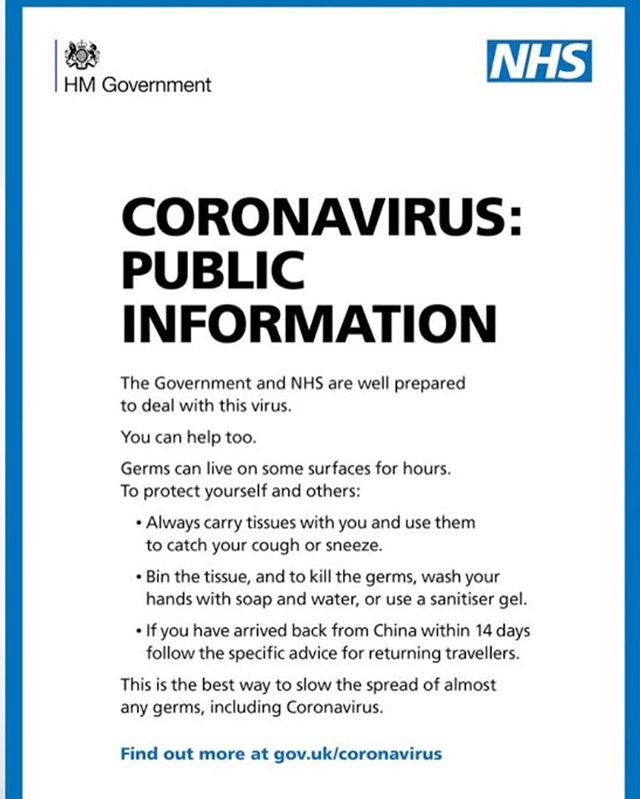 HM Government
NHS
CORONAVIRUS:
PUBLIC
INFORMATION
The Government and NHS are well prepared
to deal with this virus.
You can help too.
Germs can live on some surfaces for hours.
To protect yourself and others:
• Always carry tissues with you and use them
to catch your cough or sneeze.
• Bin the tissue, and to kill the germs, wash your
hands with soap and water, or use a sanitiser gel.
• If you have arrived back from China within 14 days
follow the specific advice for returning travellers.
This is the best way to slow the spread of almost
any germs, including Coronavirus.
Find out more at gov.uk/coronavirus